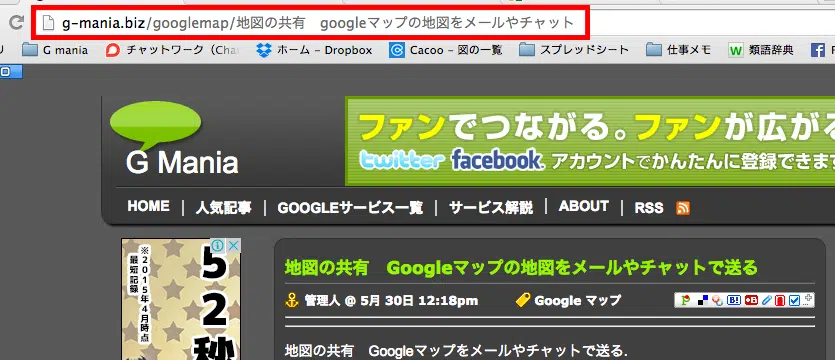 g-mania.biz/googlemap/地図の共有　googleマップの地図をメールやチャット
G mania チャットワーク（Cha ホーム - Dropbox Cacoo - 図の一覧 スプレッドシート 仕事メモ W 類語辞典
G Mania
ファンでつながる。ファンが広がる
twitter facebook. アカウントでかんたんに登録できます
HOME | 人気記事 | GOOGLEサービス一覧 | サービス解説 | ABOUT | RSS
52秒
※2015年4月時点
最短記録
地図の共有　Googleマップの地図をメールやチャットで送る
管理人 @ 5月 30日 12:18pm Google マップ
地図の共有　Googleマップをメールやチャットで送る.